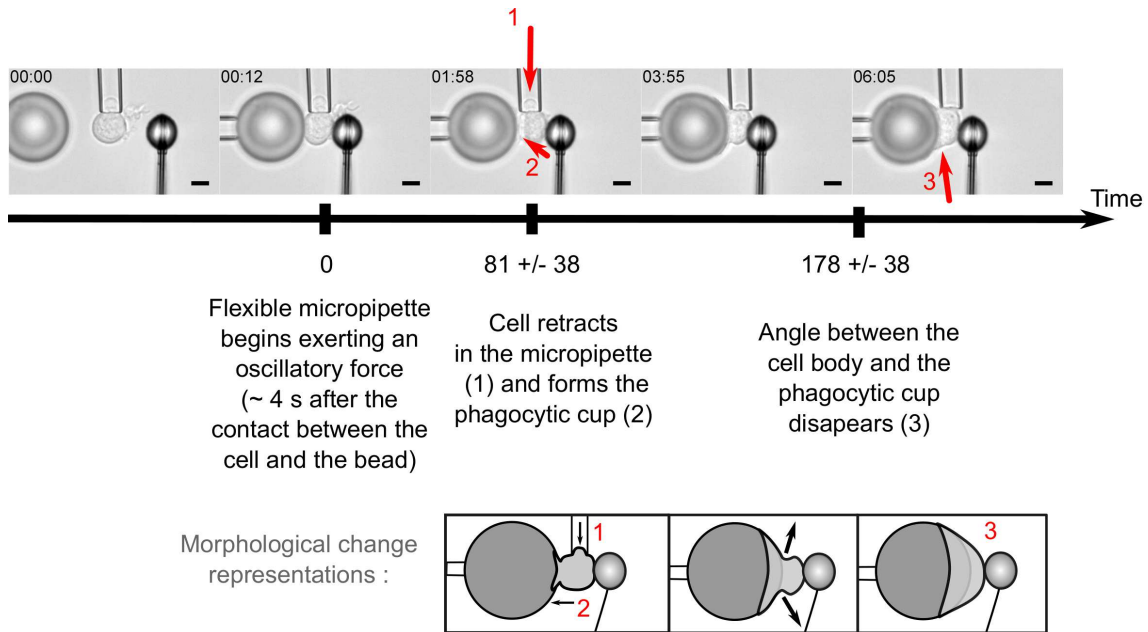 1
00:00
00:12
01:58
03:55
06:05
2
3
Time
0
81 +/- 38
178 +/- 38
Flexible micropipette
begins exerting an
oscillatory force
(~ 4 s after the
contact between the
cell and the bead)
Cell retracts
in the micropipette
(1) and forms the
phagocytic cup (2)
Angle between the
cell body and the
phagocytic cup
disapears (3)
Morphological change
representations :
1
2
3